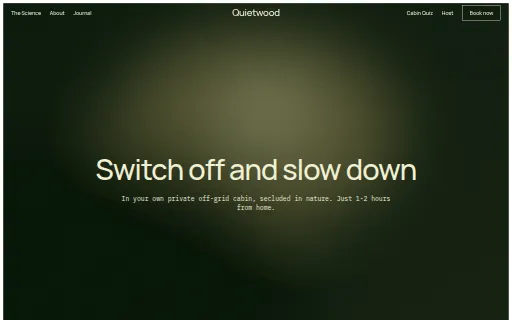 The Science About Journal Quietwood Cabin Quiz Host Book now
Switch off and slow down
In your own private off-grid cabin, secluded in nature. Just 1-2 hours
from home.